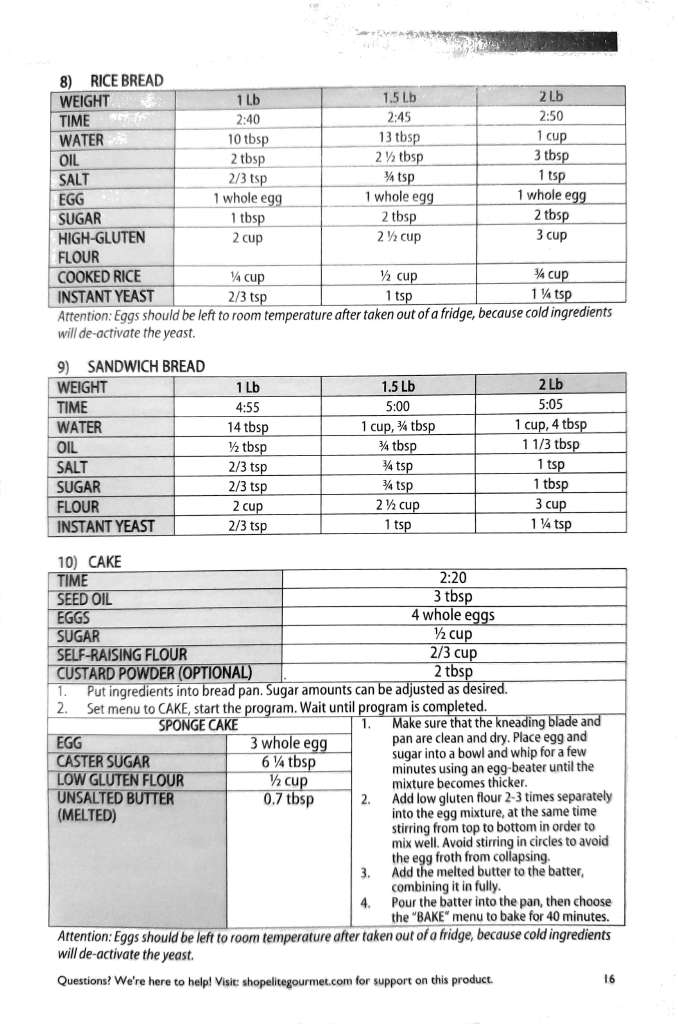 8) RICE BREAD
WEIGHT 1 Lb 1.5 Lb 2 Lb
TIME 2:40 2:45 2:50
WATER 10 tbsp 13 tbsp 1 cup
OIL 2 tbsp 2 ½ tbsp 3 tbsp
SALT 2/3 tsp ¾ tsp 1 tsp
EGG 1 whole egg 1 whole egg 1 whole egg
SUGAR 1 tbsp 2 tbsp 2 tbsp
HIGH-GLUTEN 2 cup 2 ½ cup 3 cup
FLOUR
COOKED RICE ¼ cup ½ cup ¾ cup
INSTANT YEAST 2/3 tsp 1 tsp 1 ¼ tsp
Attention: Eggs should be left to room temperature after taken out of a fridge, because cold ingredients
will de-activate the yeast.
9) SANDWICH BREAD
WEIGHT 1 Lb 1.5 Lb 2 Lb
TIME 4:55 5:00 5:05
WATER 14 tbsp 1 cup, ¾ tbsp 1 cup, 4 tbsp
OIL ½ tbsp ¾ tbsp 1 1/3 tbsp
SALT 2/3 tsp ¾ tsp 1 tsp
SUGAR 2/3 tsp ¾ tsp 1 tbsp
FLOUR 2 cup 2 ½ cup 3 cup
INSTANT YEAST 2/3 tsp 1 tsp 1 ¼ tsp
10) CAKE
TIME 2:20
SEED OIL 3 tbsp
EGGS 4 whole eggs
SUGAR ½ cup
SELF-RAISING FLOUR 2/3 cup
CUSTARD POWDER (OPTIONAL) 2 tbsp
1. Put ingredients into bread pan. Sugar amounts can be adjusted as desired.
2. Set menu to CAKE, start the program. Wait until program is completed.
SPONGE CAKE
EGG 3 whole egg
CASTER SUGAR 6 ¼ tbsp
LOW GLUTEN FLOUR ½ cup
UNSALTED BUTTER 0.7 tbsp
(MELTED)
1. Make sure that the kneading blade and
pan are clean and dry. Place egg and
sugar into a bowl and whip for a few
minutes using an egg-beater until the
mixture becomes thicker.
2. Add low gluten flour 2-3 times separately
into the egg mixture, at the same time
stirring from top to bottom in order to
mix well. Avoid stirring in circles to avoid
the egg froth from collapsing.
3. Add the melted butter to the batter,
combining it in fully.
4. Pour the batter into the pan, then choose
the "BAKE" menu to bake for 40 minutes.
Attention: Eggs should be left to room temperature after taken out of a fridge, because cold ingredients
will de-activate the yeast.
Questions? We're here to help! Visit: shopelitegourmet.com for support on this product. 16